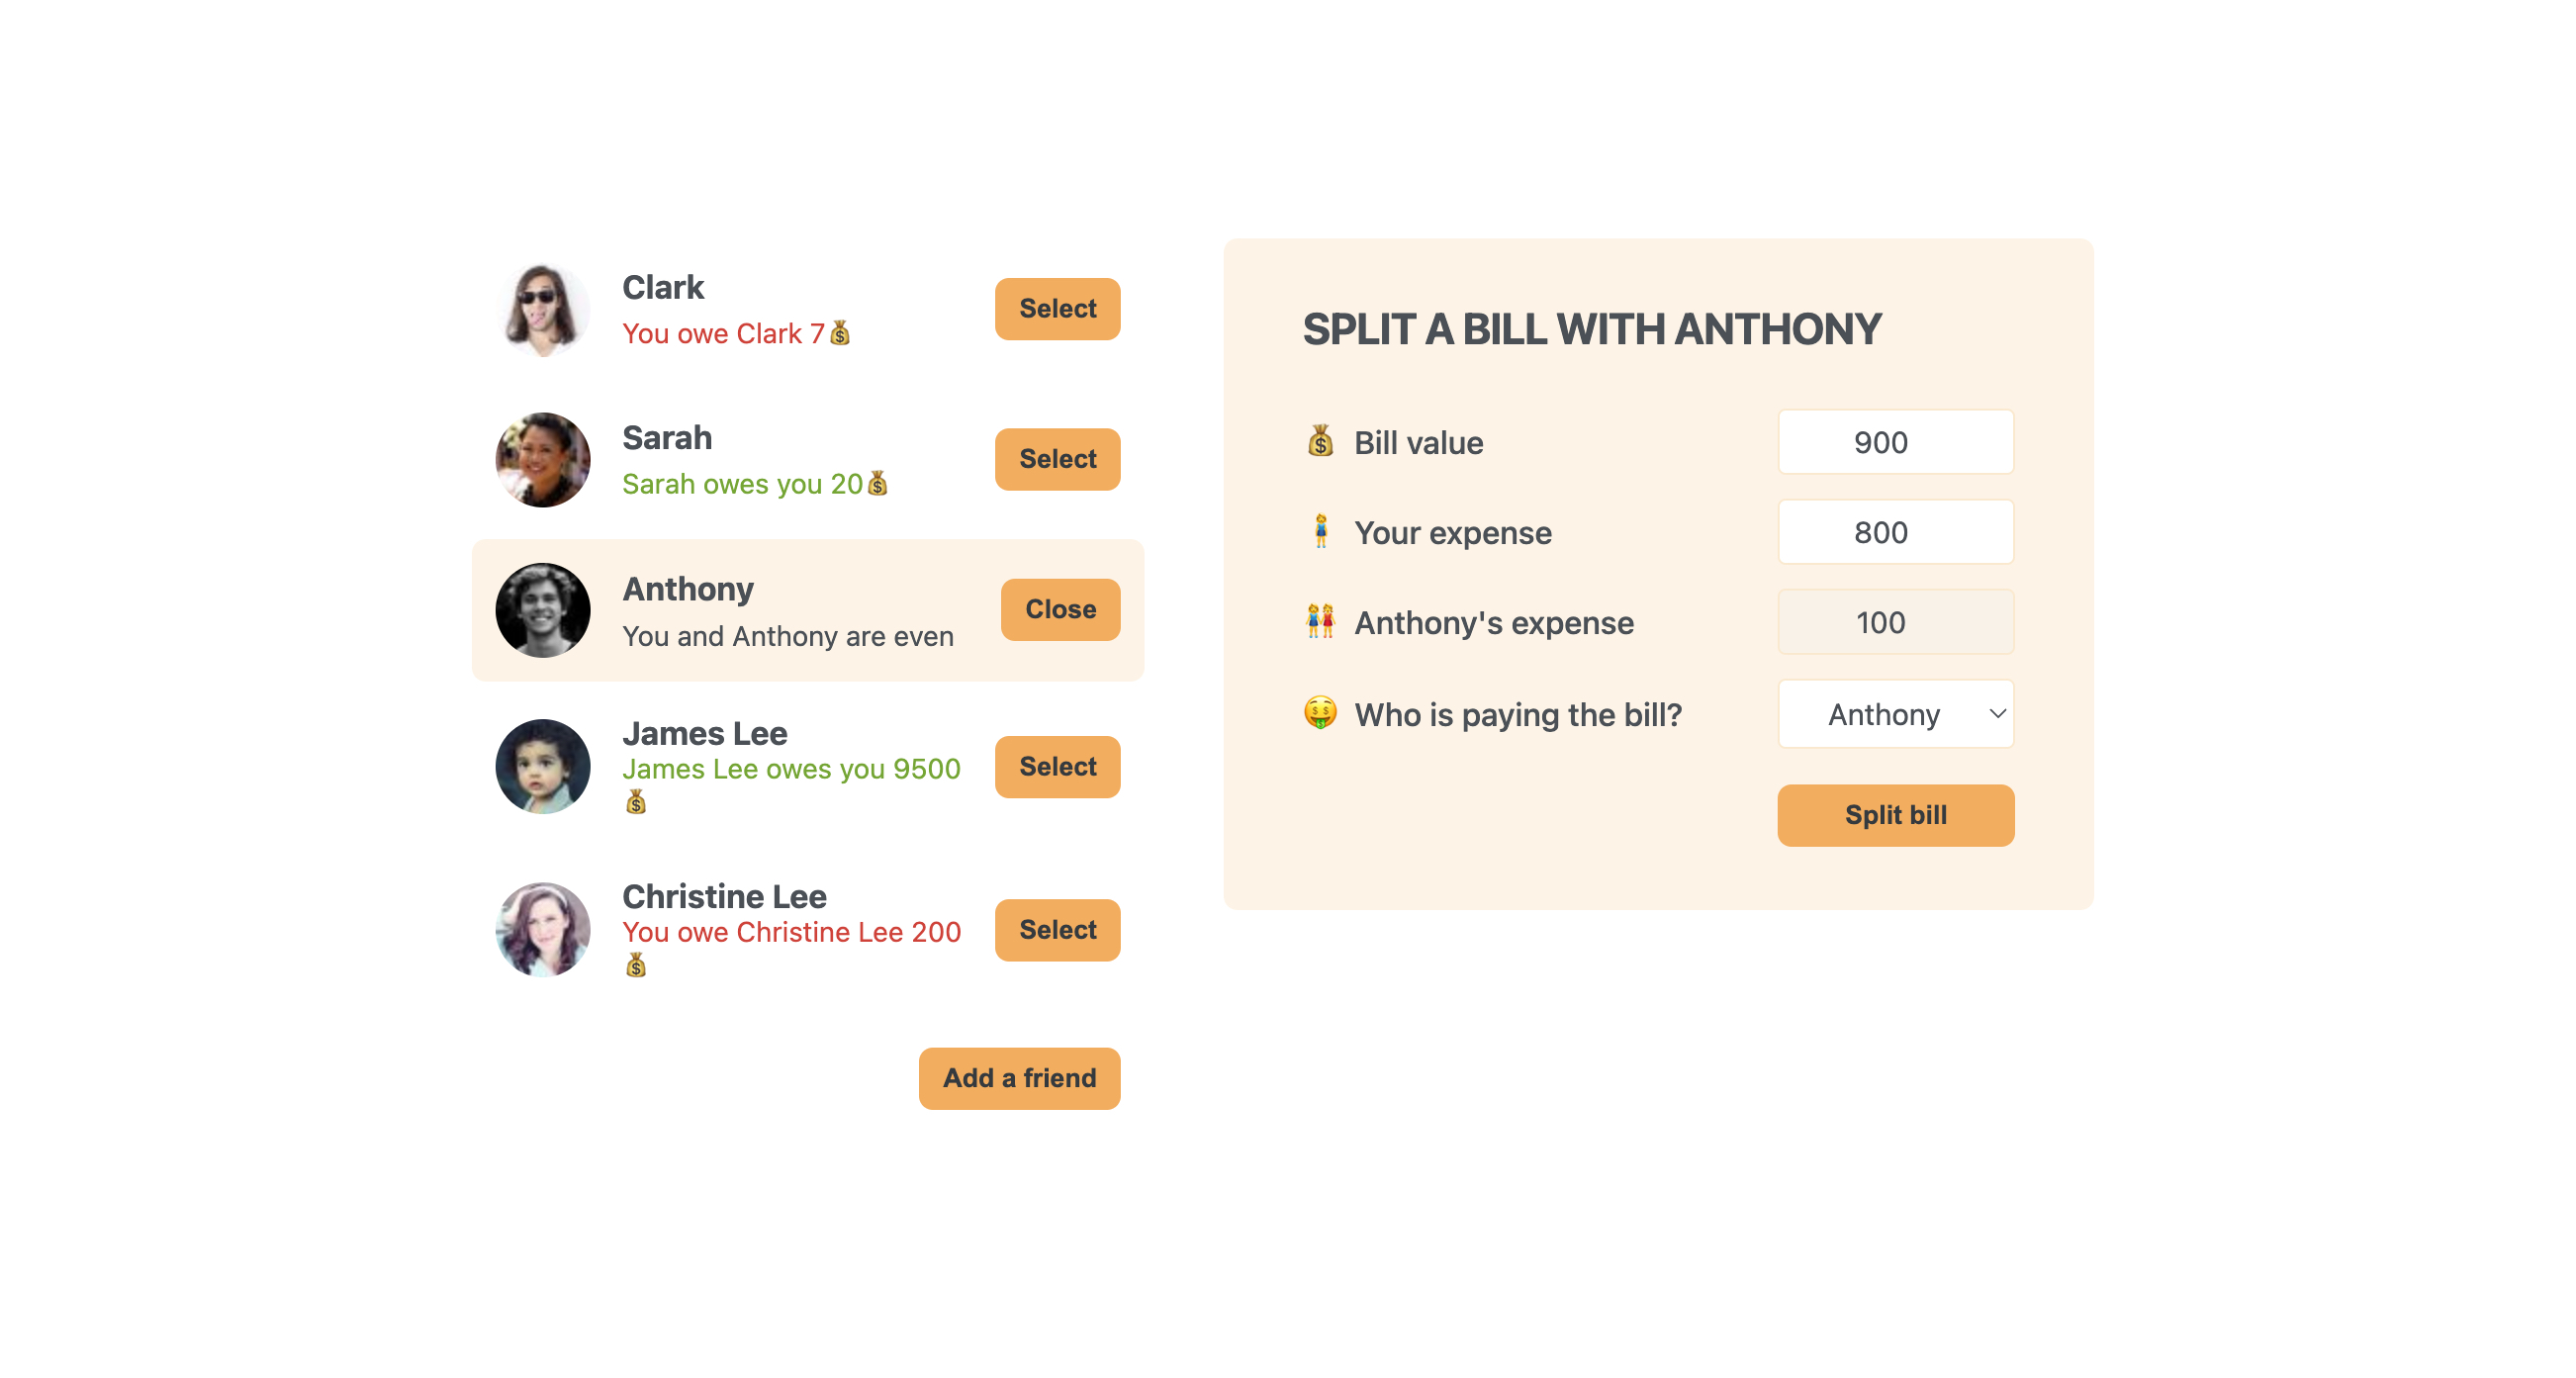 Clark
You owe Clark 7💰
Select
Sarah
Sarah owes you 20💰
Select
Anthony
You and Anthony are even
Close
James Lee
James Lee owes you 9500
💰
Select
Christine Lee
You owe Christine Lee 200
💰
Select
Add a friend
SPLIT A BILL WITH ANTHONY
💰 Bill value
900
🧍‍♀️ Your expense
800
👭 Anthony's expense
100
🤑 Who is paying the bill?
Anthony
Split bill